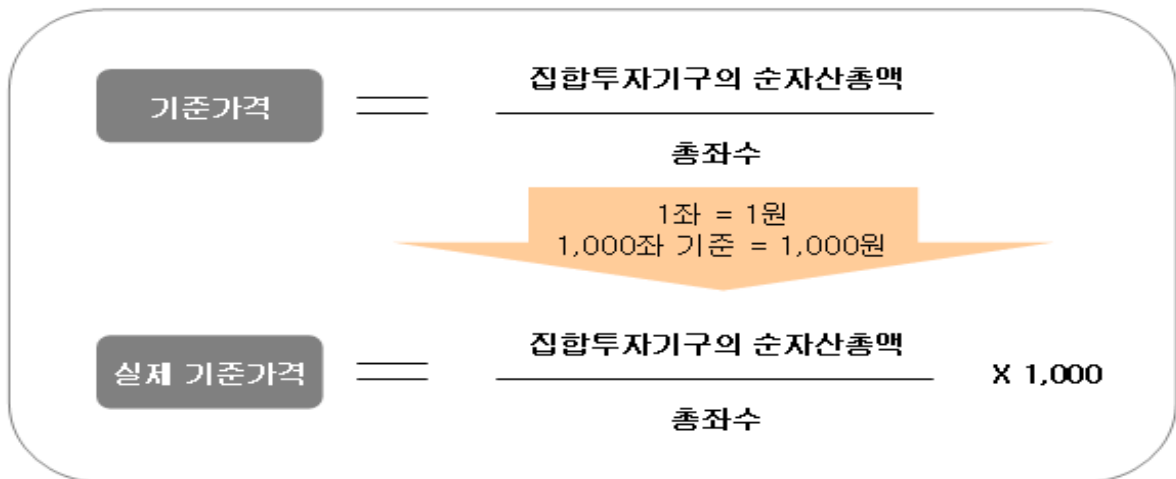 집합투자기구의 순자산총액
기준가격
총좌수
1좌 = 1원
1,000좌 기준 = 1,000원
집합투자기구의 순자산총액
실제 기준가격
X 1,000
총좌수